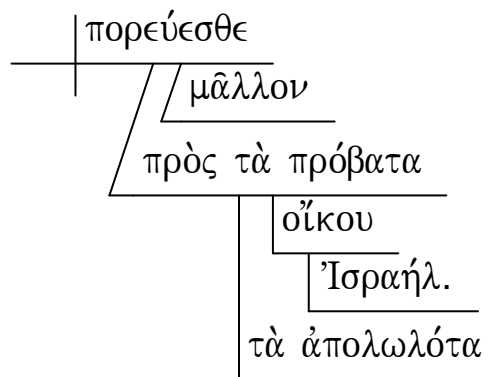 πορεύεσθε
μᾶλλον
πρὸς τὰ πρόβατα
οἴκου
Ἰσραήλ.
τὰ ἀπολωλότα